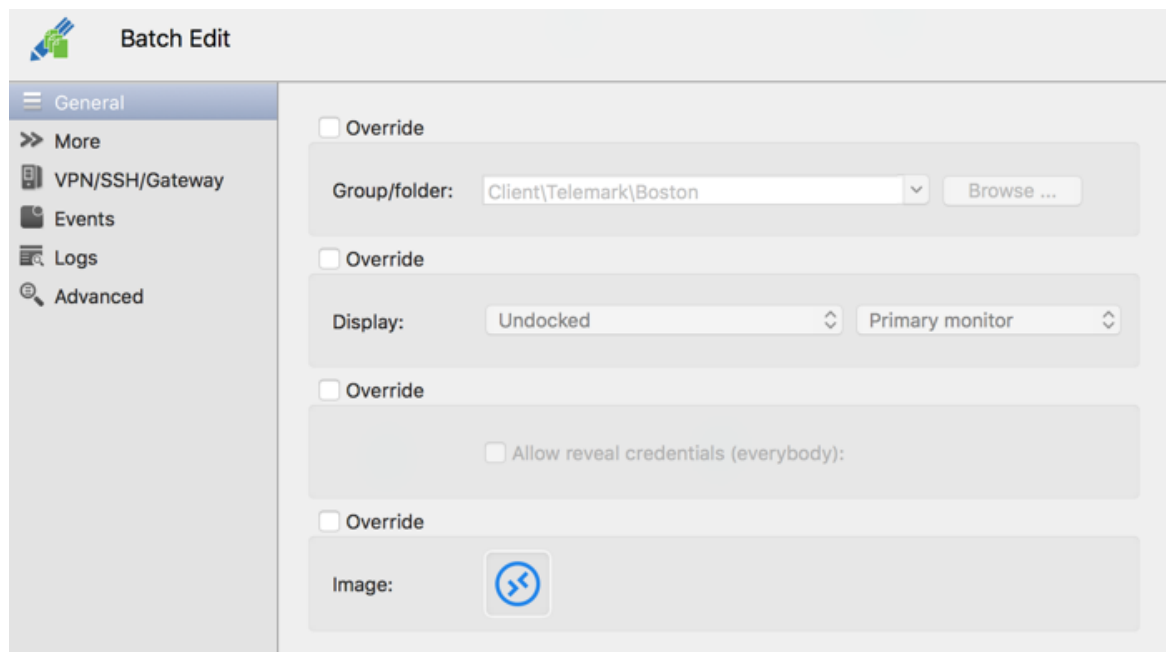 Batch Edit
General
More
VPN/SSH/Gateway
Events
Logs
Advanced
Override
Group/folder: Client\Telemark\Boston Browse ...
Override
Display: Undocked Primary monitor
Override
Allow reveal credentials (everybody):
Override
Image: